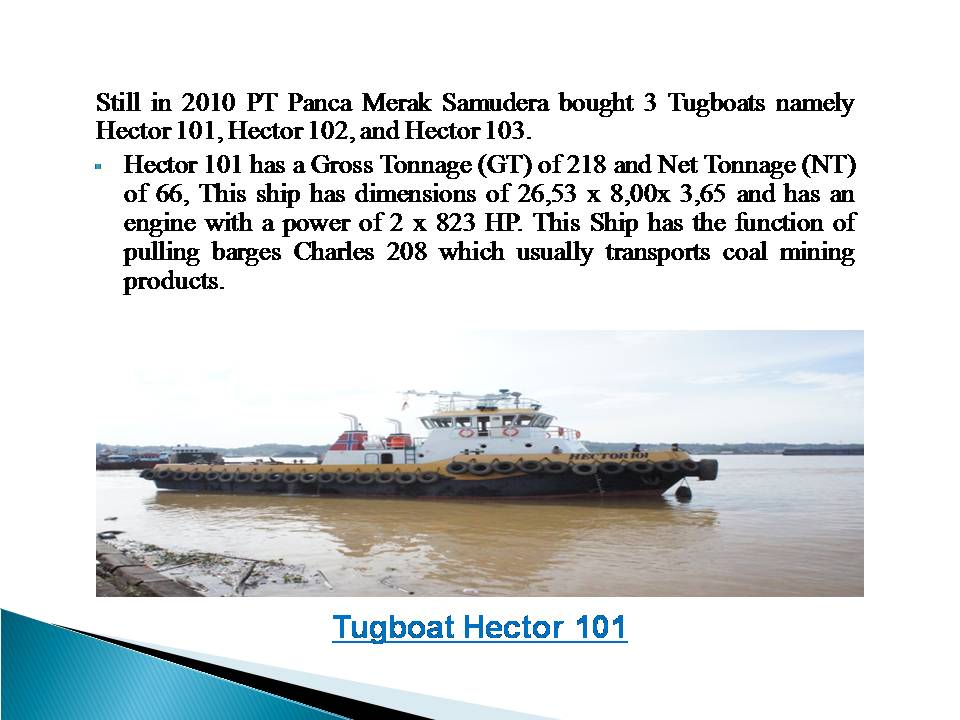 Still in 2010 PT Panca Merak Samudera bought 3 Tugboats namely
Hector 101, Hector 102, and Hector 103.
Hector 101 has a Gross Tonnage (GT) of 218 and Net Tonnage (NT)
of 66, This ship has dimensions of 26,53 x 8,00x 3,65 and has an
engine with a power of 2 x 823 HP. This Ship has the function of
pulling barges Charles 208 which usually transports coal mining
products.
HECTOR 101
Tugboat Hector 101